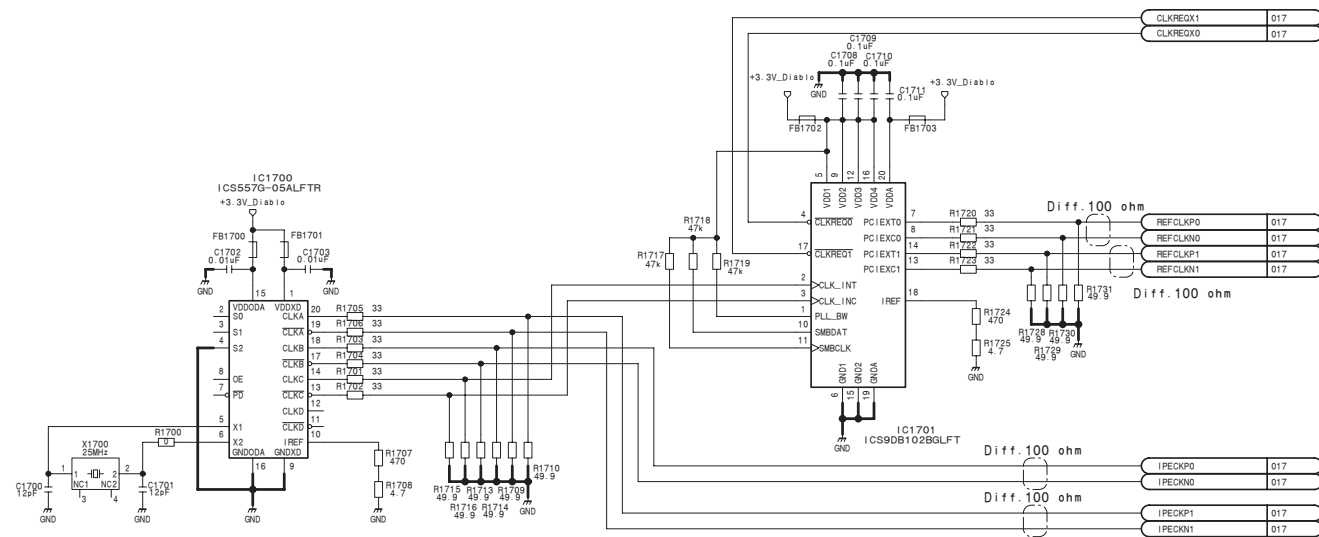 CLKREQX1 017
CLKREQX0 017
C1709
0.1uF
C1708
0.1uF
C1710
0.1uF
+3.3V_Diablo
GND
C1711
0.1uF
+3.3V_Diablo
FB1702
FB1703
5 9 12 16 20
VDD1 VDD2 VDD3 VDD4 VDDA
IC1700
ICS557G-05ALFTR
+3.3V_Diablo
FB1700
FB1701
C1702
0.01uF
C1703
0.01uF
GND
GND
15 1
VDDODA VDDXD
2 S0
3 S1
4 S2
8 OE
7 PD
5 X1
6 X2
GNDODA GNDXD
16 9
GND
20 CLKA
19 CLKA
18 CLKB
17 CLKB
14 CLKC
13 CLKC
12 CLKD
11 CLKD
10 IREF
R1705 33
R1706 33
R1703 33
R1704 33
R1701 33
R1702 33
R1700
0
X1700
25MHz
1 1 2 2
NC1 NC2
3 4
C1700
12pF
GND
C1701
12pF
GND
R1707
470
R1708
4.7
GND
R1710
49.9
R1715
49.9
R1713
49.9
R1709
49.9
R1716
49.9
R1714
49.9
GND
R1718
47k
R1717
47k
R1719
47k
4 CLKREQ0
17 CLKREQ1
2 CLK_INT
3 CLK_INC
1 PLL_BW
10 SMBDAT
11 SMBCLK
PCIEXT0 7
PCIEXC0 8
PCIEXT1 14
PCIEXC1 13
IREF 18
GND1 GND2 GNDA
6 15 19
GND
IC1701
ICS9DB102BGLFT
R1720 33
R1721 33
R1722 33
R1723 33
R1724
470
R1725
4.7
GND
R1731
49.9
R1728
49.9
R1730
49.9
R1729
49.9
GND
Diff.100 ohm
Diff.100 ohm
REFCLKP0 017
REFCLKN0 017
REFCLKP1 017
REFCLKN1 017
Diff.100 ohm
IPECKP0 017
IPECKN0 017
Diff.100 ohm
IPECKP1 017
IPECKN1 017